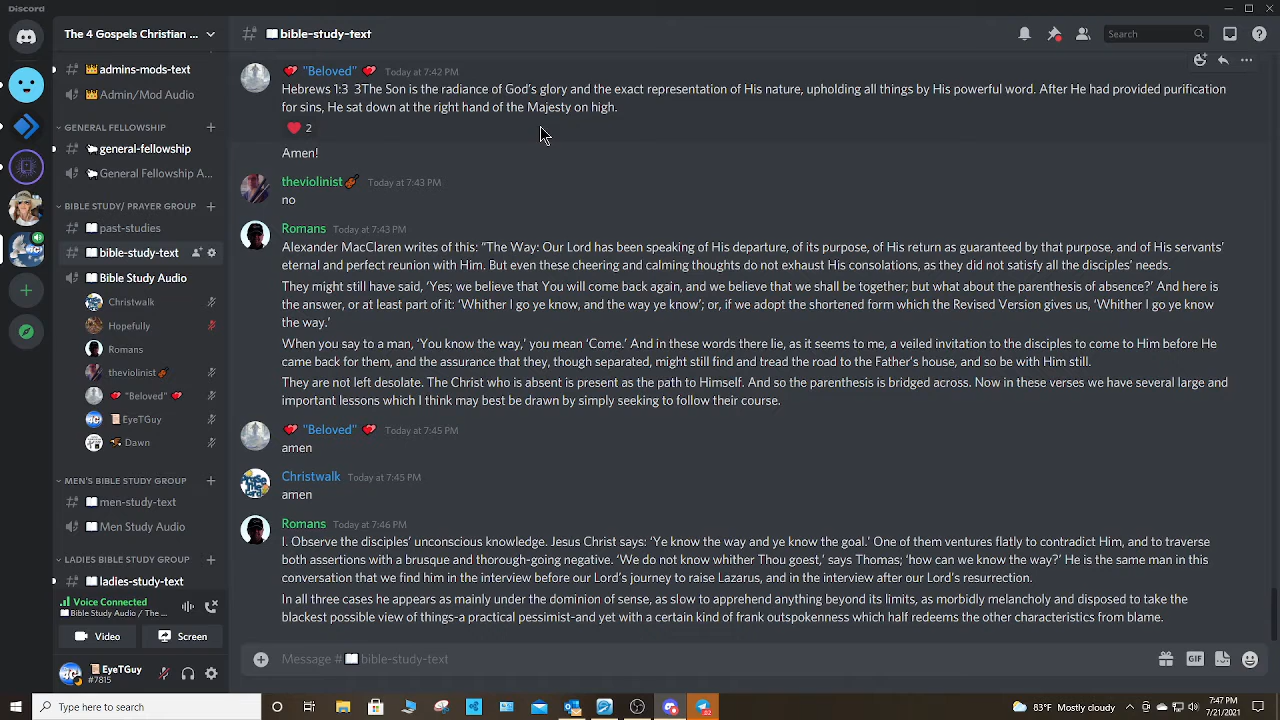 Discord
The 4 Gospels Christian ...
bible-study-text
Search
admins-mods-text
Admin/Mod Audio
GENERAL FELLOWSHIP
general-fellowship
General Fellowship A...
BIBLE STUDY/ PRAYER GROUP
past-studies
bible-study-text
Bible Study Audio
Christwalk
Hopefully
Romans
theviolinist
"Beloved"
EyeTGuy
Dawn
MEN'S BIBLE STUDY GROUP
men-study-text
Men Study Audio
LADIES BIBLE STUDY GROUP
ladies-study-text
Voice Connected
Bible Study Audio / The ...
Video
Screen
EyeTGuy
#7815
"Beloved" Today at 7:42 PM
Hebrews 1:3 3The Son is the radiance of God's glory and the exact representation of His nature, upholding all things by His powerful word. After He had provided purification
for sins, He sat down at the right hand of the Majesty on high.
2
Amen!
theviolinist Today at 7:43 PM
no
Romans Today at 7:43 PM
Alexander MacClaren writes of this: "The Way: Our Lord has been speaking of His departure, of its purpose, of His return as guaranteed by that purpose, and of His servants'
eternal and perfect reunion with Him. But even these cheering and calming thoughts do not exhaust His consolations, as they did not satisfy all the disciples' needs.
They might still have said, 'Yes; we believe that You will come back again, and we believe that we shall be together; but what about the parenthesis of absence?' And here is
the answer, or at least part of it: 'Whither I go ye know, and the way ye know'; or, if we adopt the shortened form which the Revised Version gives us, 'Whither I go ye know
the way.'
When you say to a man, 'You know the way,' you mean 'Come.' And in these words there lie, as it seems to me, a veiled invitation to the disciples to come to Him before He
came back for them, and the assurance that they, though separated, might still find and tread the road to the Father's house, and so be with Him still.
They are not left desolate. The Christ who is absent is present as the path to Himself. And so the parenthesis is bridged across. Now in these verses we have several large and
important lessons which I think may best be drawn by simply seeking to follow their course.
"Beloved" Today at 7:45 PM
amen
Christwalk Today at 7:45 PM
amen
Romans Today at 7:46 PM
I. Observe the disciples' unconscious knowledge. Jesus Christ says: 'Ye know the way and ye know the goal.' One of them ventures flatly to contradict Him, and to traverse
both assertions with a brusque and thorough-going negative. 'We do not know whither Thou goest,' says Thomas; 'how can we know the way?' He is the same man in this
conversation that we find him in the interview before our Lord's journey to raise Lazarus, and in the interview after our Lord's resurrection.
In all three cases he appears as mainly under the dominion of sense, as slow to apprehend anything beyond its limits, as morbidly melancholy and disposed to take the
blackest possible view of things-a practical pessimist-and yet with a certain kind of frank outspokenness which half redeems the other characteristics from blame.
Message # bible-study-text
GIF
Type here to search
83°F Mostly cloudy
7:47 PM
7/21/2021